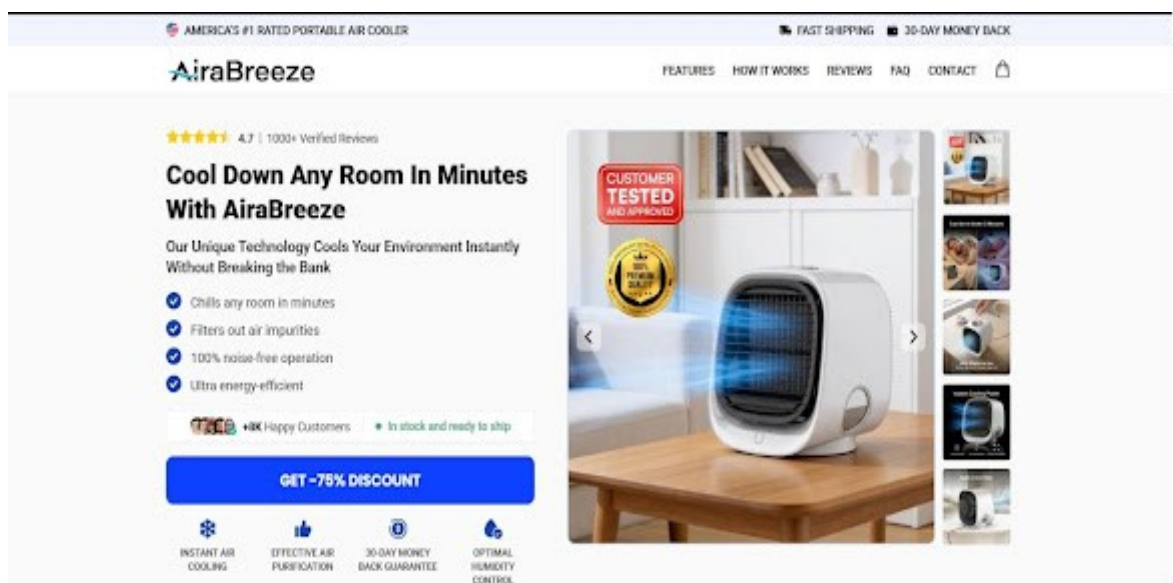 AMERICA'S #1 RATED PORTABLE AIR COOLER
FAST SHIPPING
30-DAY MONEY BACK
AiraBreeze
FEATURES
HOW IT WORKS
REVIEWS
FAQ
CONTACT
4.7 | 1000+ Verified Reviews
Cool Down Any Room In Minutes
With AiraBreeze
Our Unique Technology Cools Your Environment Instantly
Without Breaking the Bank
Chills any room in minutes
Filters out air impurities
100% noise-free operation
Ultra energy-efficient
+8K Happy Customers
In stock and ready to ship
GET -75% DISCOUNT
INSTANT AIR
COOLING
EFFECTIVE AIR
PURIFICATION
30-DAY MONEY
BACK GUARANTEE
OPTIMAL
HUMIDITY
CONTROL
CUSTOMER
TESTED
AND APPROVED
100%
PREMIUM
QUALITY